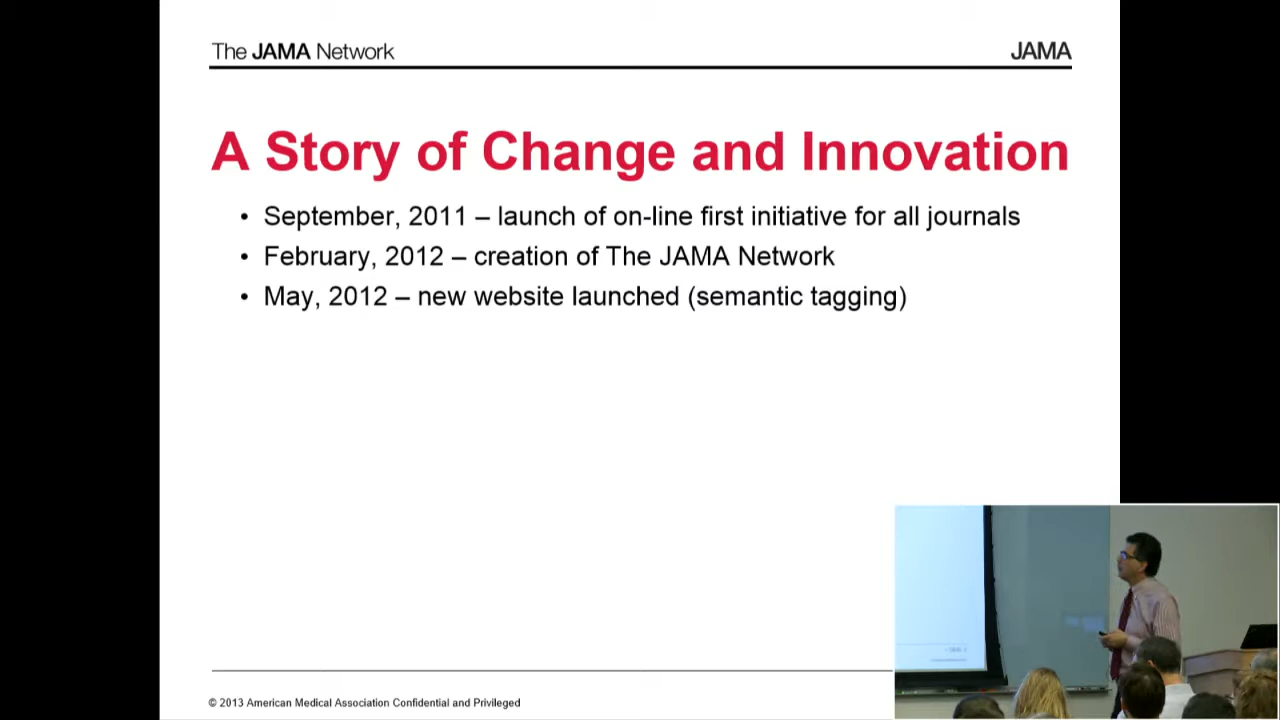 The JAMA Network
JAMA
A Story of Change and Innovation
• September, 2011 – launch of on-line first initiative for all journals
• February, 2012 – creation of The JAMA Network
• May, 2012 – new website launched (semantic tagging)
© 2013 American Medical Association Confidential and Privileged